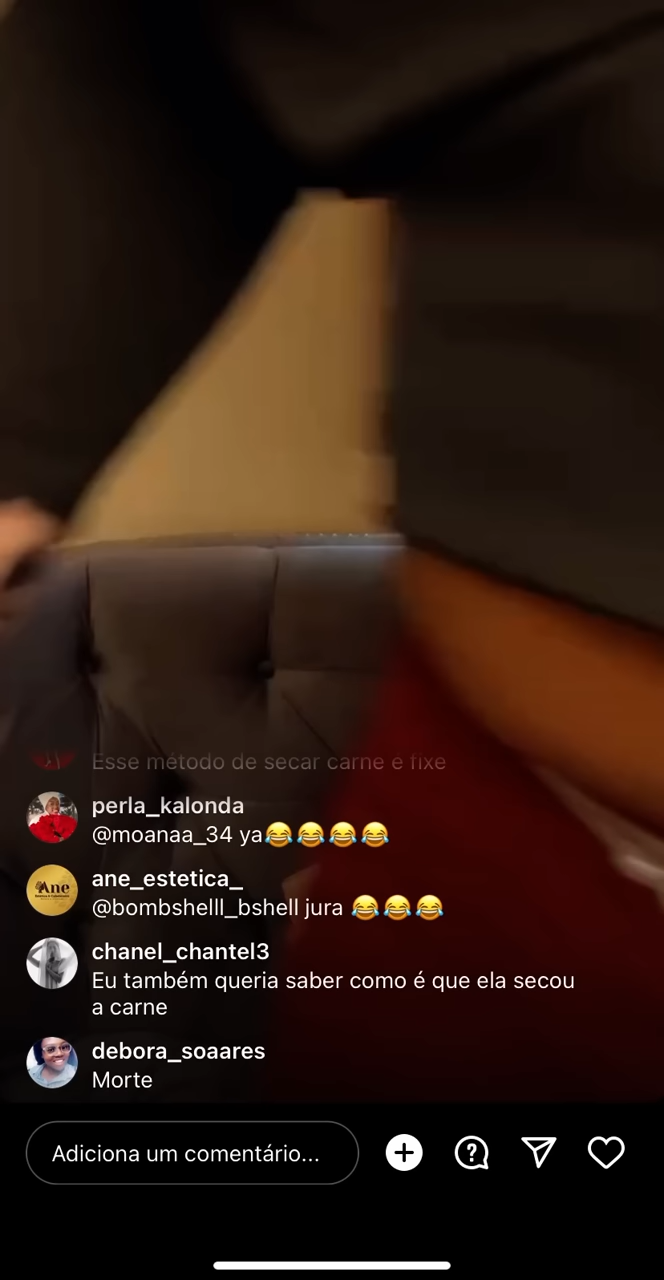 Esse método de secar carne e fixe
perla_kalonda
@moanaa_34 ya😂😂😂😂
ane_estetica_
@bombshelll_bshell jura 😂😂😂
chanel_chantel3
Eu também queria saber como é que ela secou
a carne
debora_soaares
Morte
Adiciona um comentário...
Ane